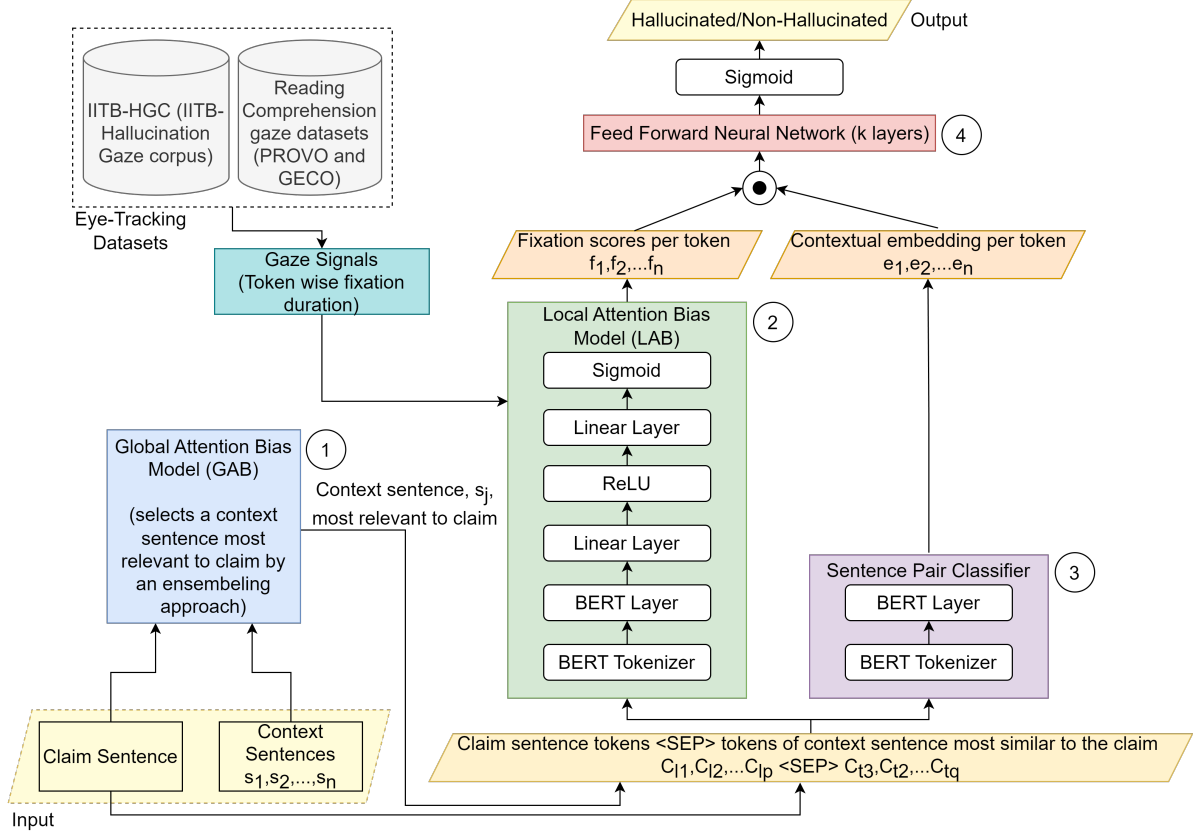 Hallucinated/Non-Hallucinated
Output
Sigmoid
Feed Forward Neural Network (k layers)
4
IITB-HGC (IITB-
Hallucination
Gaze corpus)
Reading
Comprehension
gaze datasets
(PROVO and
GECO)
Eye-Tracking
Datasets
Gaze Signals
(Token wise fixation
duration)
Fixation scores per token
f1,f2,...fn
Contextual embedding per token
e1,e2,...en
Local Attention Bias
Model (LAB)
2
Sigmoid
Linear Layer
ReLU
Linear Layer
BERT Layer
BERT Tokenizer
Global Attention Bias
Model (GAB)
(selects a context
sentence most
relevant to claim by
an ensembeling
approach)
1
Context sentence, sj,
most relevant to claim
Sentence Pair Classifier
3
BERT Layer
BERT Tokenizer
Claim Sentence
Context
Sentences
s1,s2,...,sn
Input
Claim sentence tokens <SEP> tokens of context sentence most similar to the claim
Cl1,Cl2,...Clp <SEP> Ct3,Ct2,...Ctq